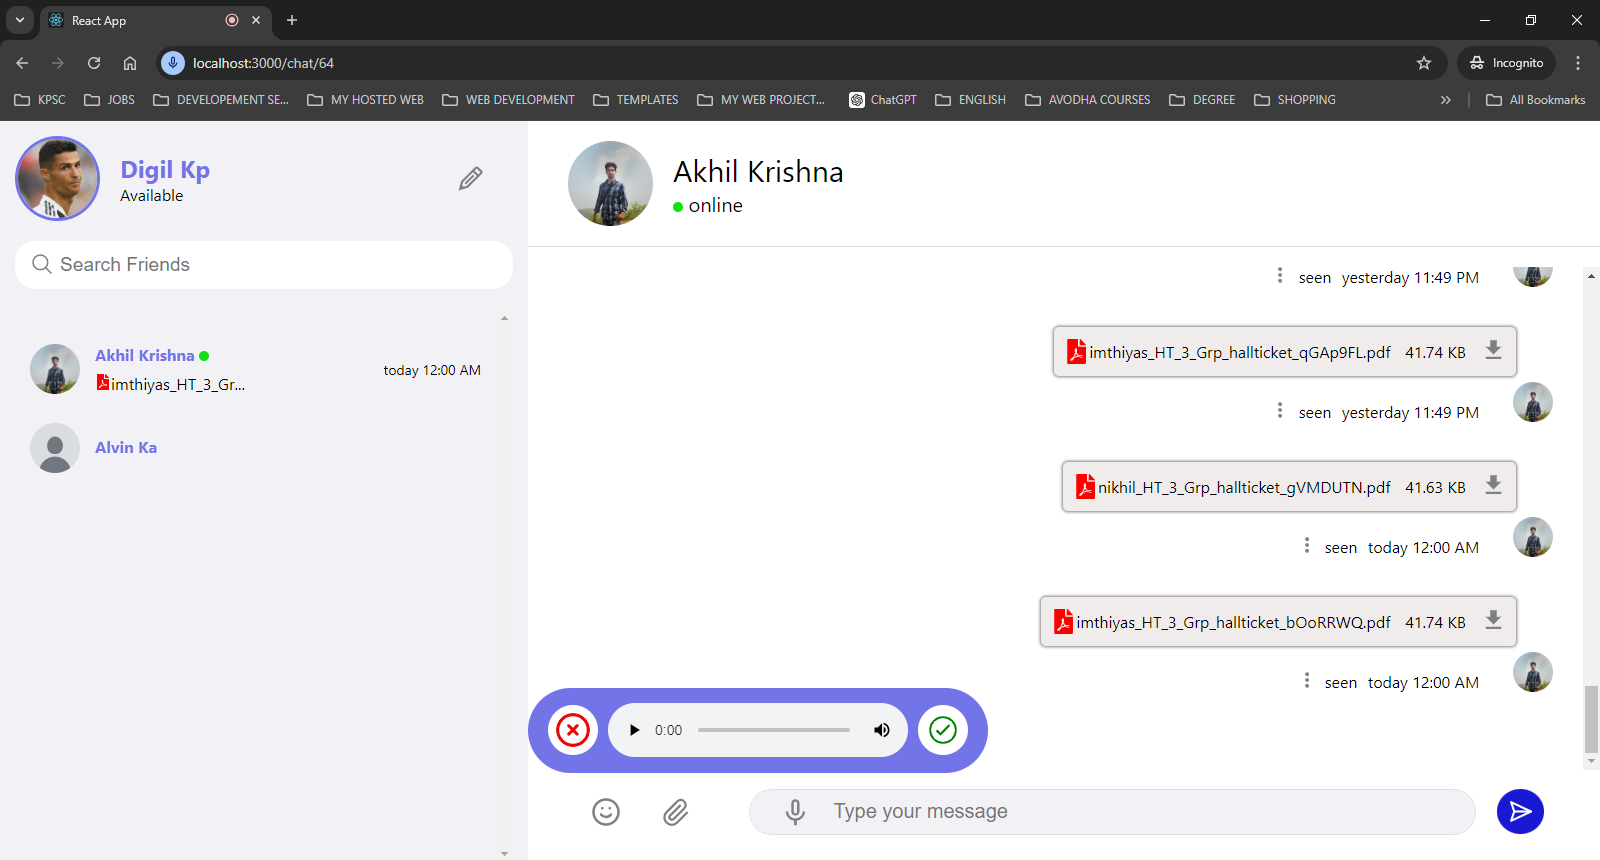 React App
localhost:3000/chat/64
Incognito
KPSC
JOBS
DEVELOPEMENT SE...
MY HOSTED WEB
WEB DEVELOPMENT
TEMPLATES
MY WEB PROJECT...
ChatGPT
ENGLISH
AVODHA COURSES
DEGREE
SHOPPING
All Bookmarks
Digil Kp
Available
Search Friends
Akhil Krishna
imthiyas_HT_3_Gr...
today 12:00 AM
Alvin Ka
Akhil Krishna
online
seen yesterday 11:49 PM
imthiyas_HT_3_Grp_hallticket_qGAp9FL.pdf 41.74 KB
seen yesterday 11:49 PM
nikhil_HT_3_Grp_hallticket_gVMDUTN.pdf 41.63 KB
seen today 12:00 AM
imthiyas_HT_3_Grp_hallticket_bOoRRWQ.pdf 41.74 KB
seen today 12:00 AM
0:00
Type your message